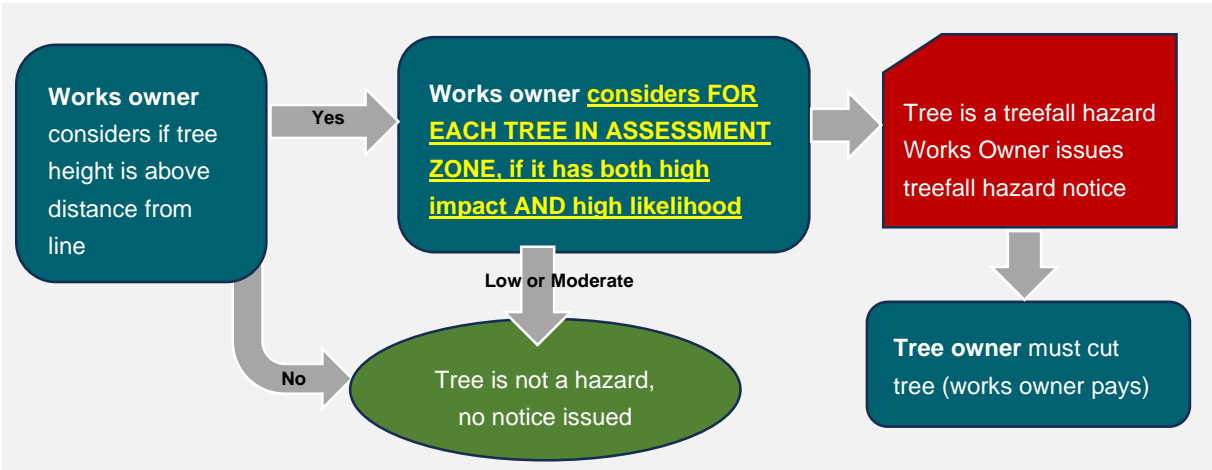 Works owner
considers if tree
height is above
distance from
line
Yes
Works owner considers FOR
EACH TREE IN ASSESSMENT
ZONE, if it has both high
impact AND high likelihood
Tree is a treefall hazard
Works Owner issues
treefall hazard notice
Low or Moderate
No
Tree is not a hazard,
no notice issued
Tree owner must cut
tree (works owner pays)